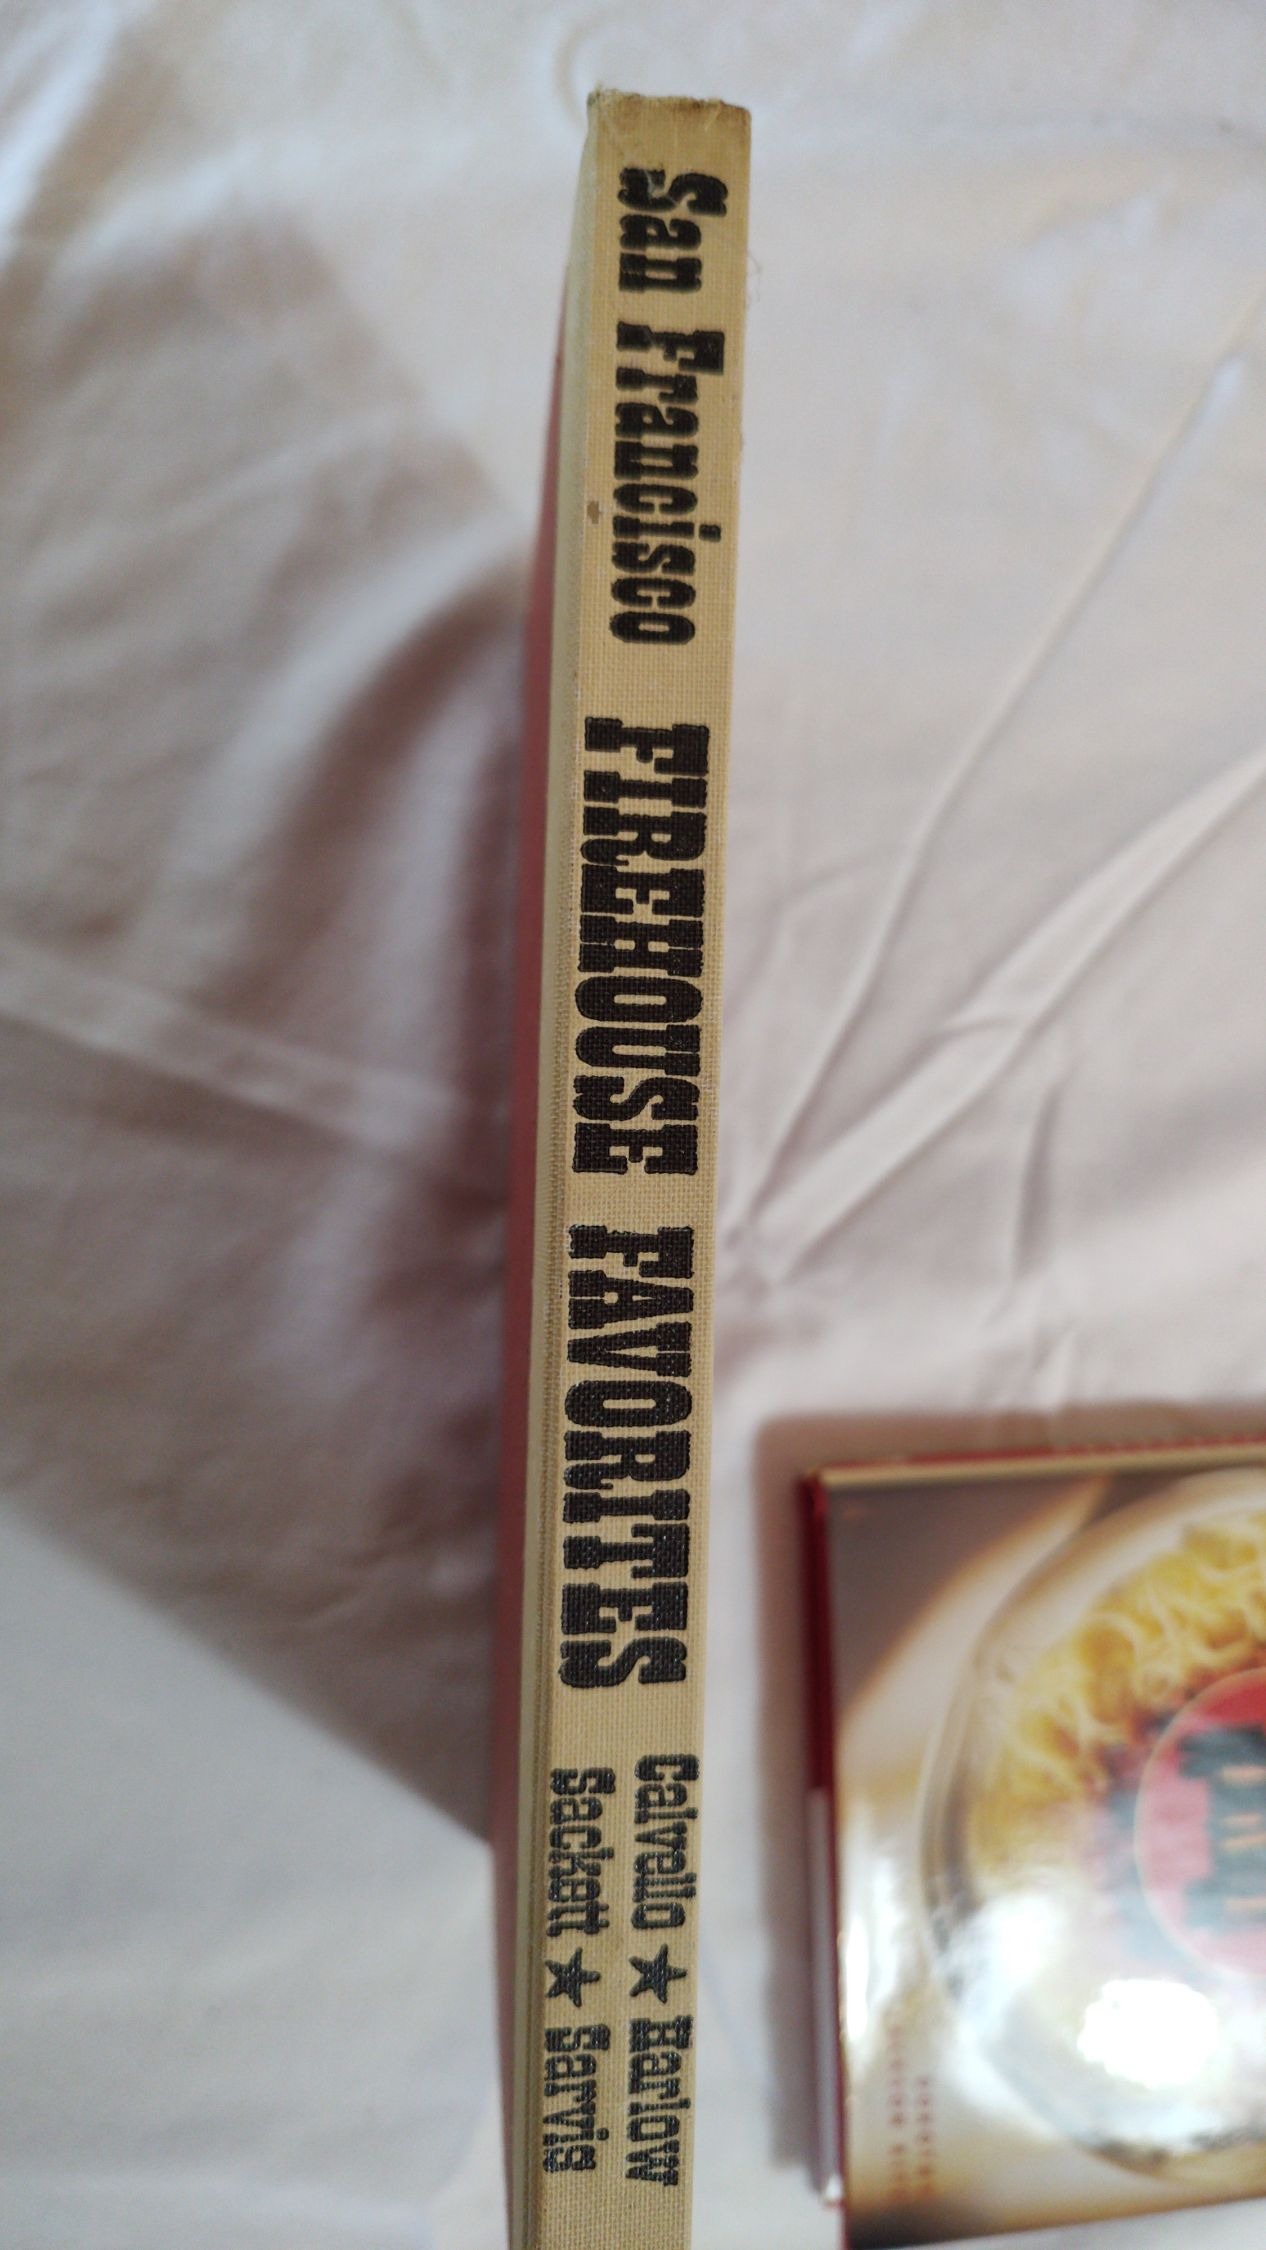 San Francisco FIREHOUSE FAVORITES
Calvello ★ Harlow
Sackett ★ Sarvis